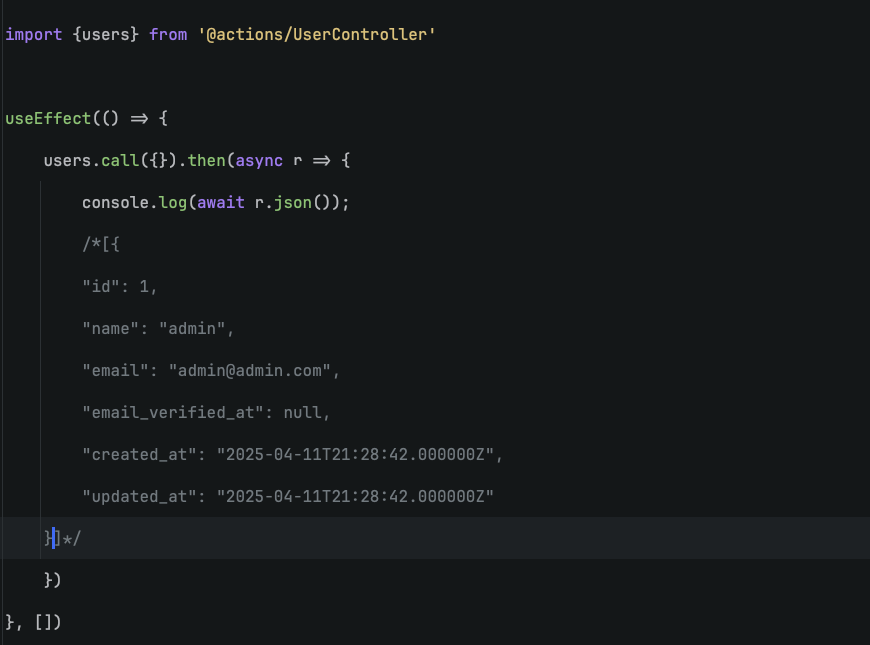 import {users} from '@actions/UserController'
useEffect(() => {
users.call({}).then(async r => {
console.log(await r.json());
/*[{
"id": 1,
"name": "admin",
"email": "admin@admin.com",
"email_verified_at": null,
"created_at": "2025-04-11T21:28:42.000000Z",
"updated_at": "2025-04-11T21:28:42.000000Z"
}]*/
})
}, [])